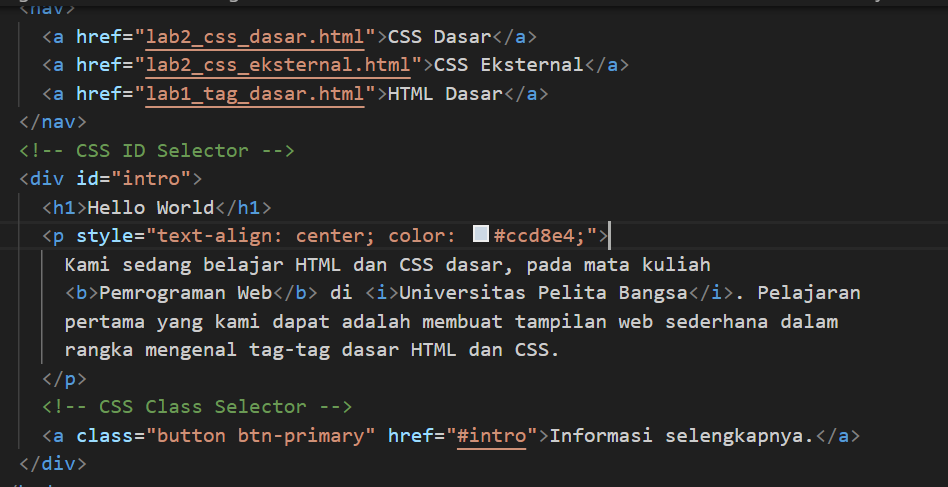 <nav>
<a href="lab2_css_dasar.html">CSS Dasar</a>
<a href="lab2_css_eksternal.html">CSS Eksternal</a>
<a href="lab1_tag_dasar.html">HTML Dasar</a>
</nav>
<!-- CSS ID Selector -->
<div id="intro">
<h1>Hello World</h1>
<p style="text-align: center; color: #ccd8e4;">
Kami sedang belajar HTML dan CSS dasar, pada mata kuliah
<b>Pemrograman Web</b> di <i>Universitas Pelita Bangsa</i>. Pelajaran
pertama yang kami dapat adalah membuat tampilan web sederhana dalam
rangka mengenal tag-tag dasar HTML dan CSS.
</p>
<!-- CSS Class Selector -->
<a class="button btn-primary" href="#intro">Informasi selengkapnya.</a>
</div>